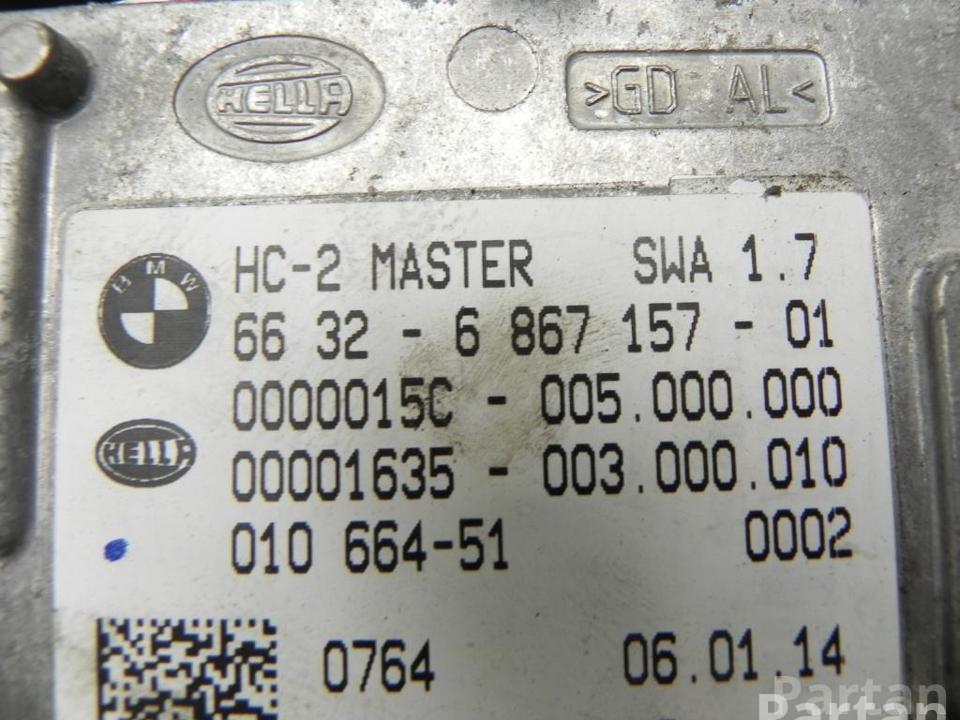 HELLA
>GD AL<
BMW
HC-2 MASTER SWA 1.7
66 32 - 6 867 157 - 01
0000015C - 005.000.000
HELLA
00001635 - 003.000.010
010 664-51 0002
0764 06.01.14
Partan
Partan